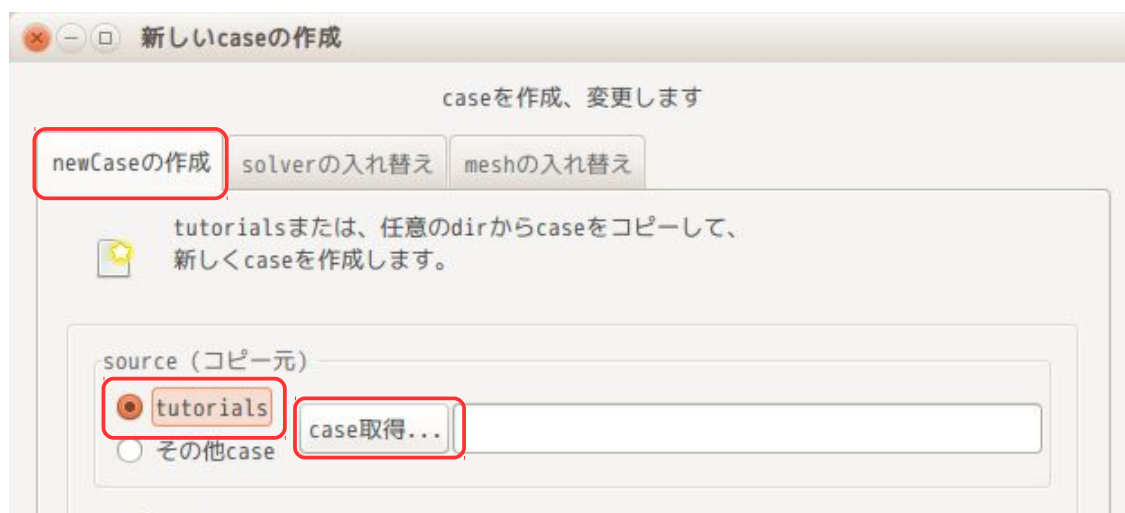 新しいcaseの作成
caseを作成、変更します
newCaseの作成 solverの入れ替え meshの入れ替え
tutorialsまたは、任意のdirからcaseをコピーして、
新しくcaseを作成します。
source (コピー元)
tutorials
case取得...
その他case